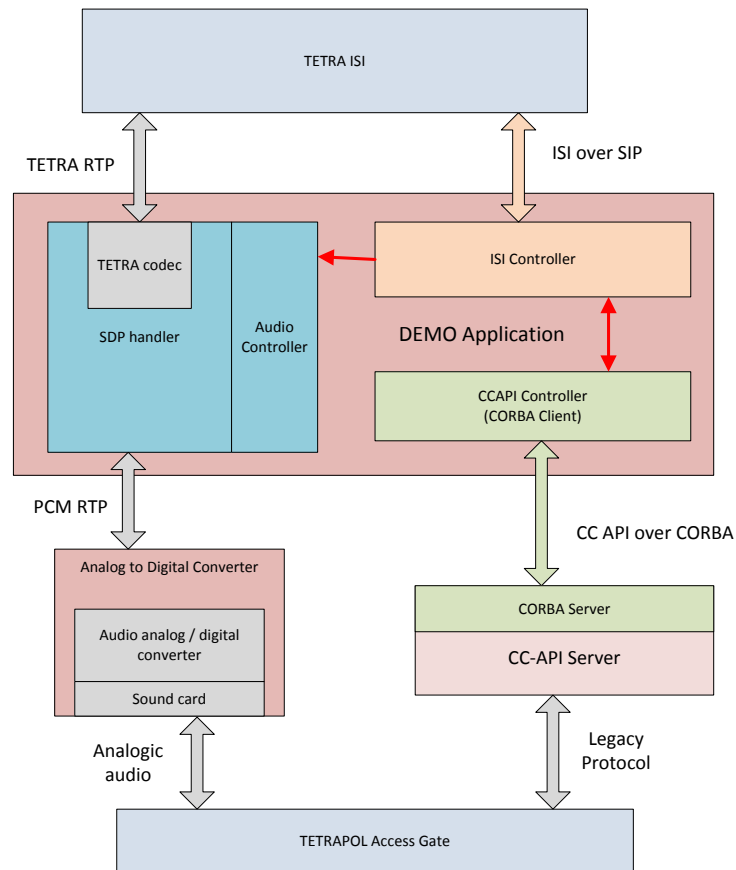 TETRA ISI
TETRA RTP
ISI over SIP
TETRA codec
ISI Controller
SDP handler
Audio
Controller
DEMO Application
CCAPI Controller
(CORBA Client)
PCM RTP
CC API over CORBA
Analog to Digital Converter
Audio analog / digital
converter
Sound card
CORBA Server
CC-API Server
Analogic
audio
Legacy
Protocol
TETRAPOL Access Gate